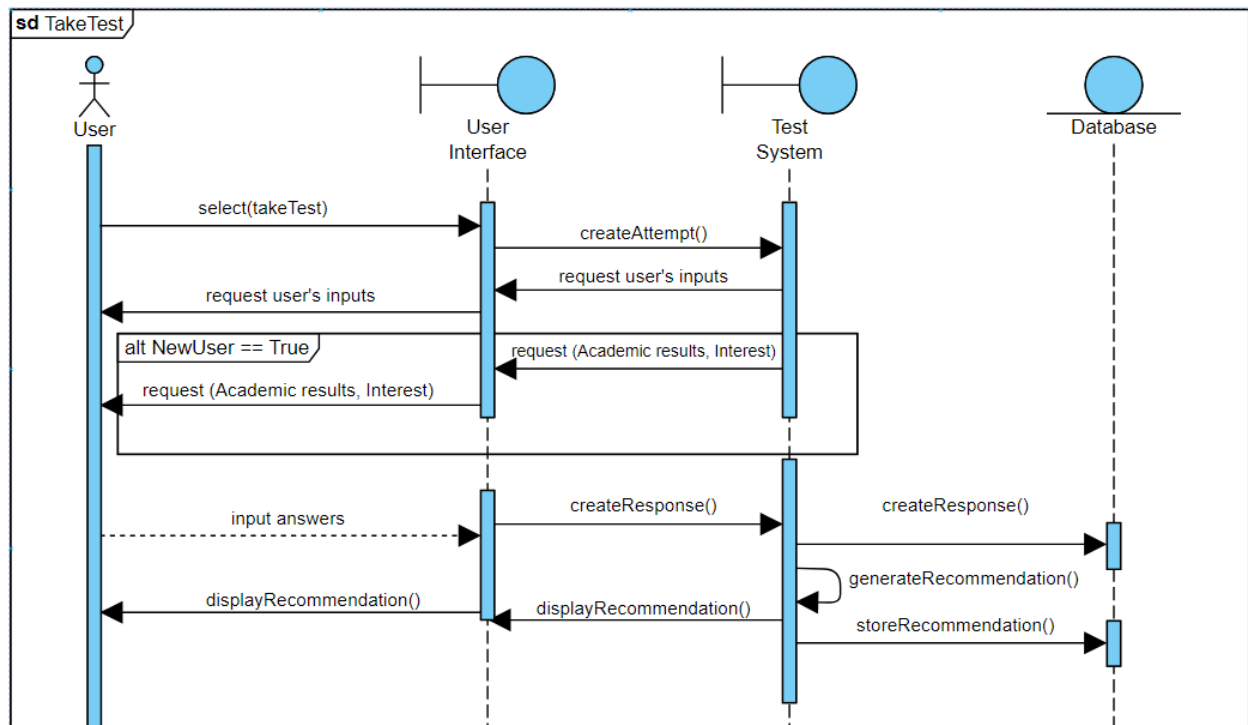 sd TakeTest
User
User
Interface
Test
System
Database
select(takeTest)
createAttempt()
request user's inputs
request user's inputs
alt NewUser == True
request (Academic results, Interest)
request (Academic results, Interest)
createResponse()
createResponse()
input answers
generateRecommendation()
displayRecommendation()
displayRecommendation()
storeRecommendation()